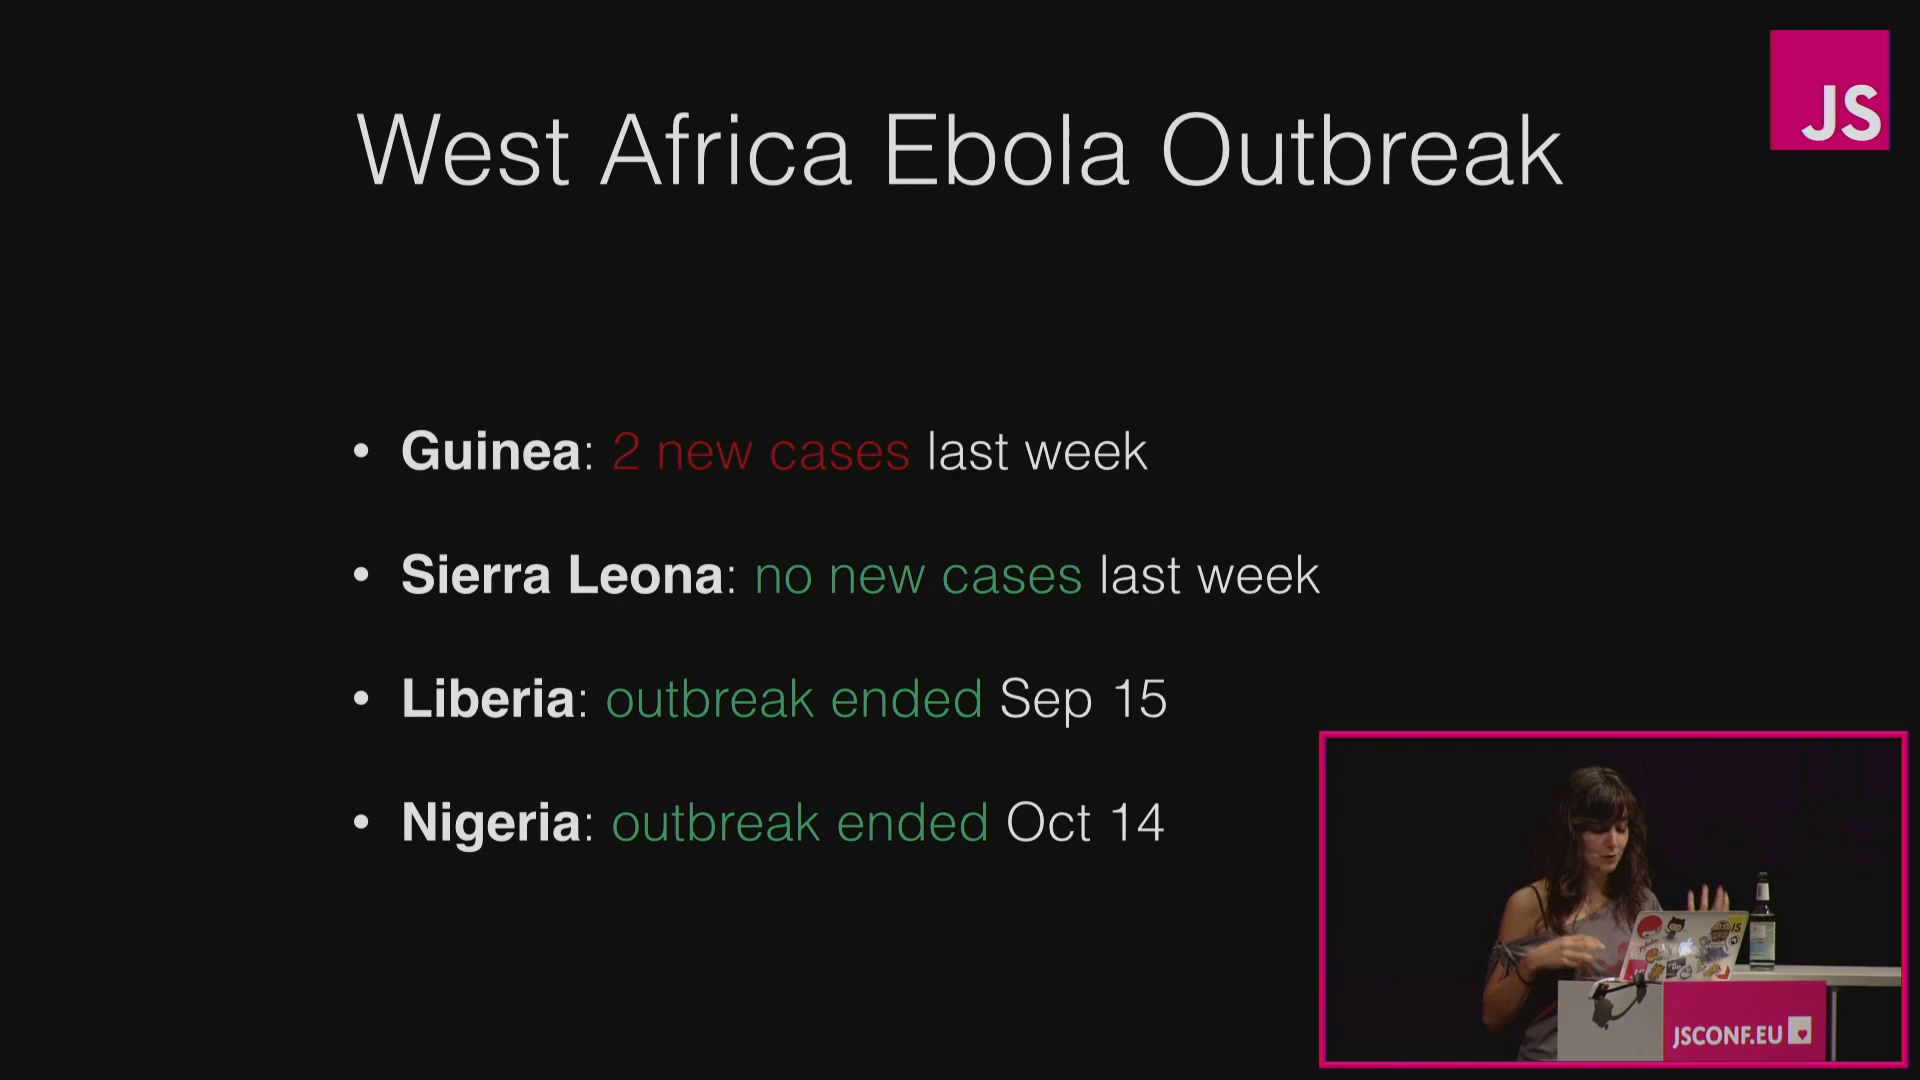 JS
West Africa Ebola Outbreak
• Guinea: 2 new cases last week
• Sierra Leona: no new cases last week
• Liberia: outbreak ended Sep 15
• Nigeria: outbreak ended Oct 14
JS
JSCONF.EU